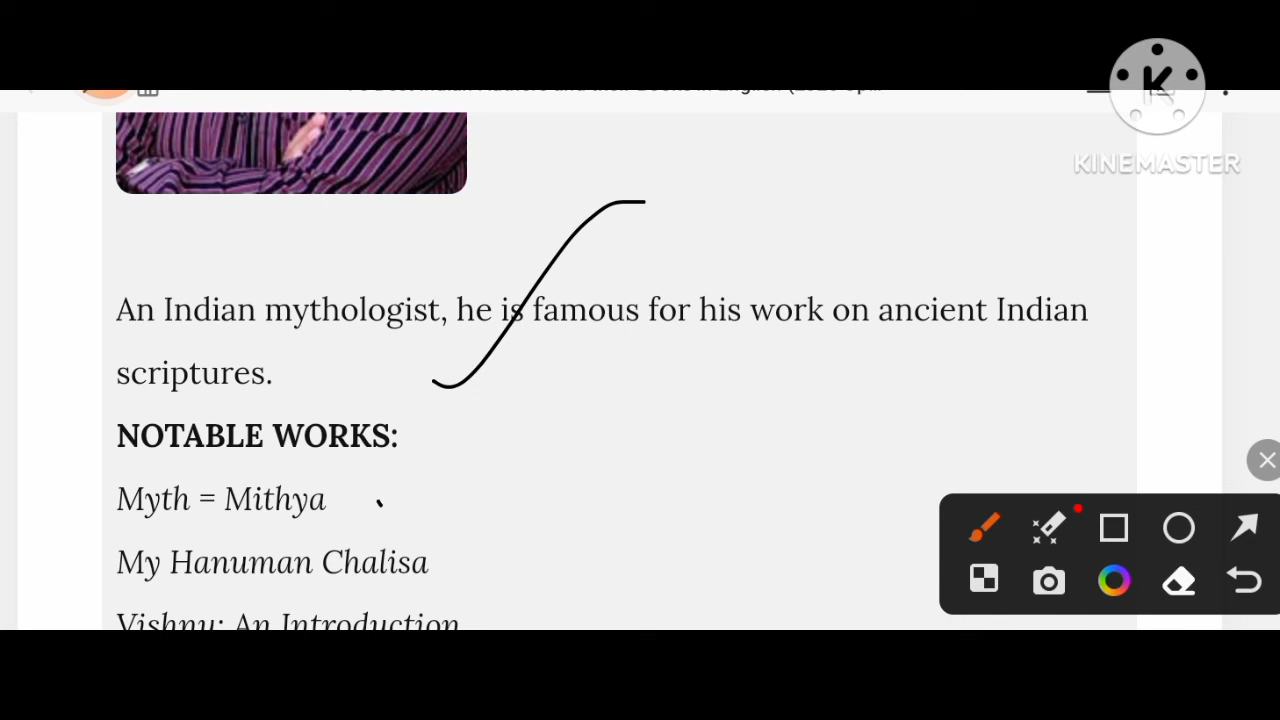 KINEMASTER
An Indian mythologist, he is famous for his work on ancient Indian
scriptures.
NOTABLE WORKS:
Myth = Mithya
My Hanuman Chalisa
Vishnu: An Introduction